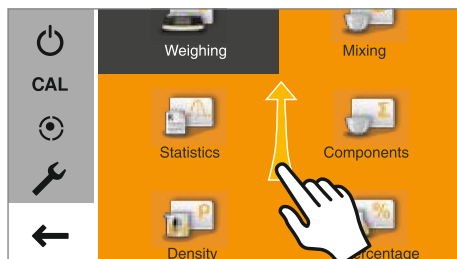 Weighing Mixing
CAL
Statistics Components
Σ
P
%
Density ercentage